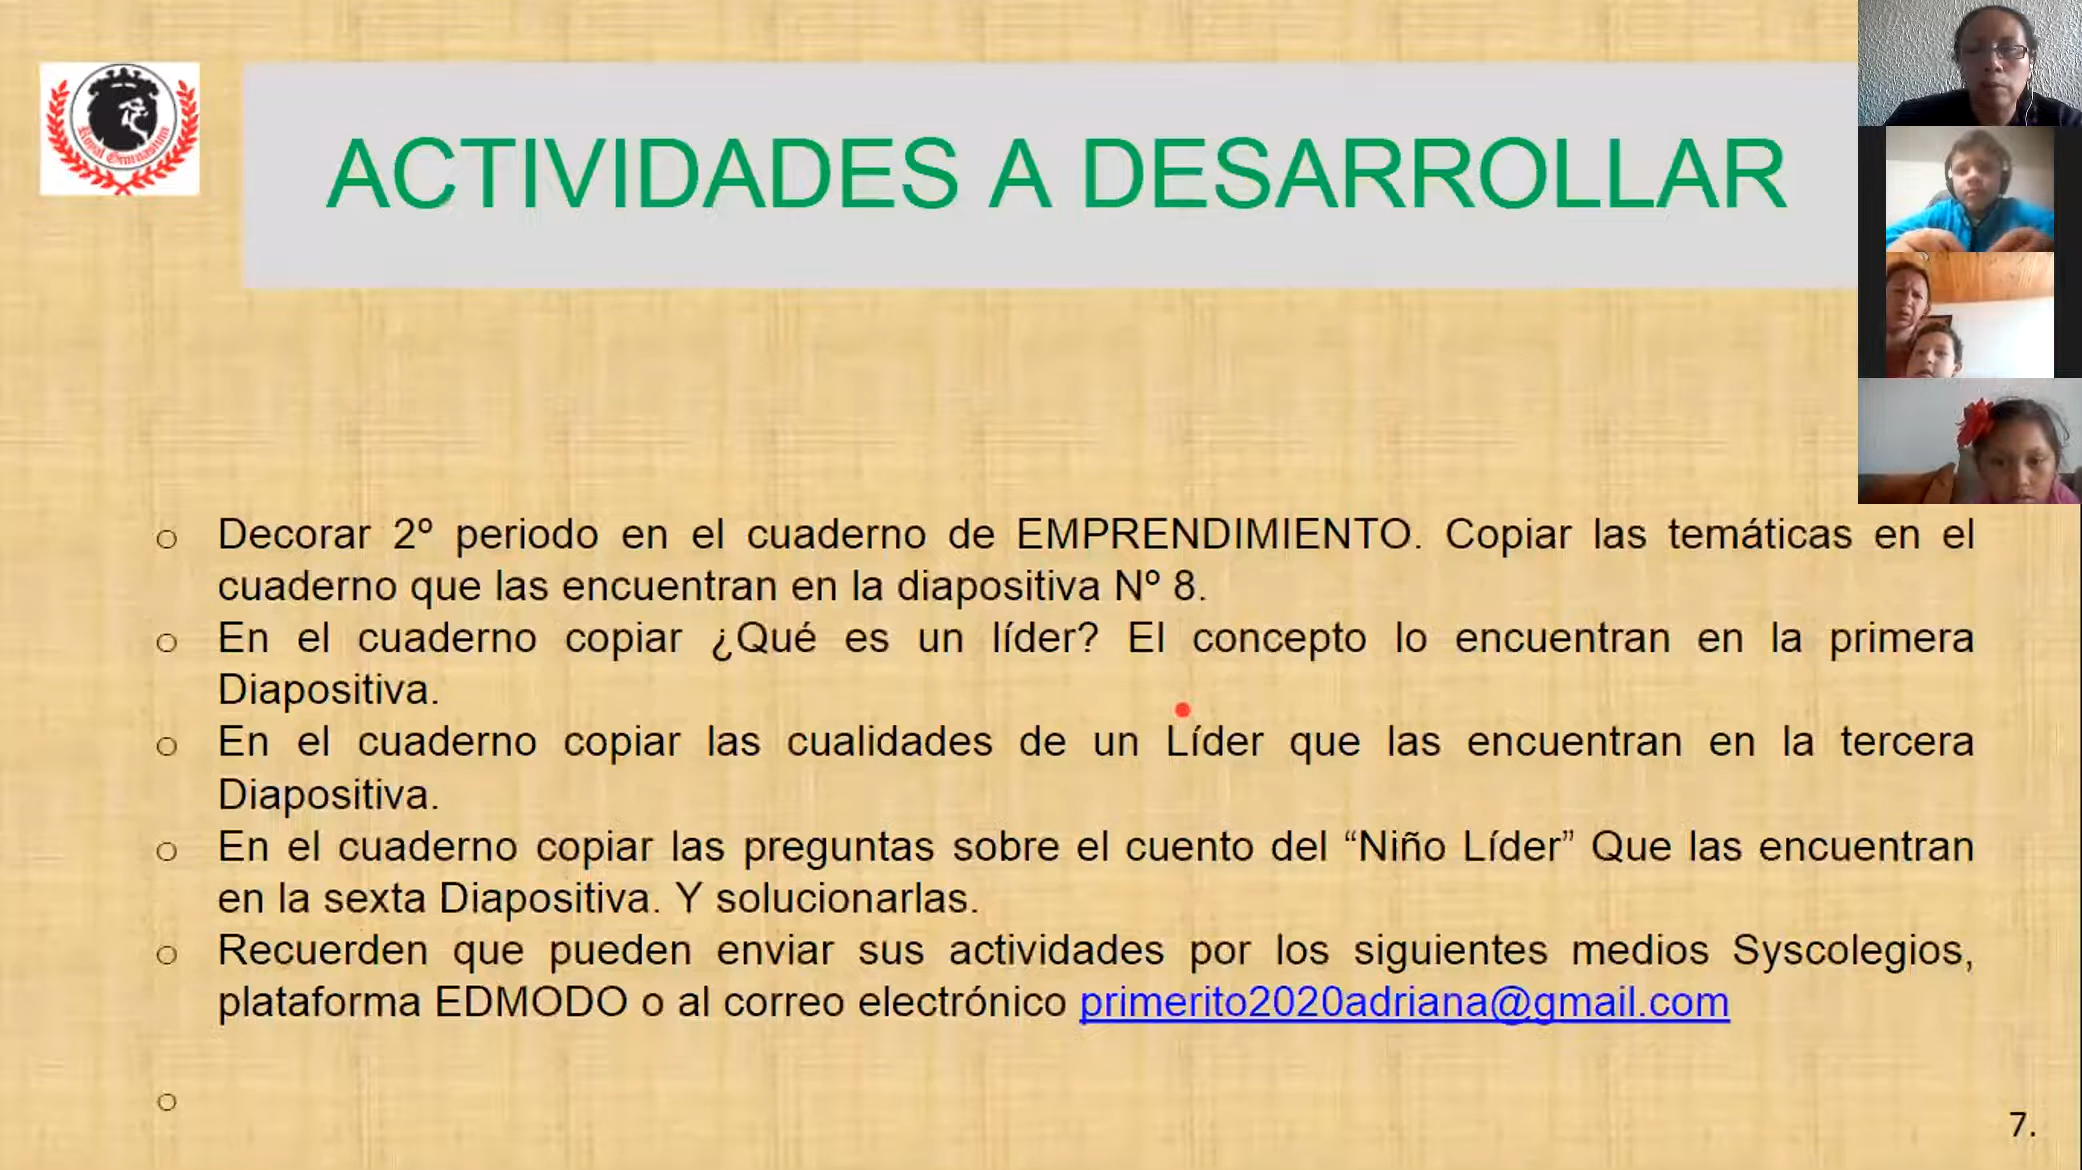 Royal Gimnasium
ACTIVIDADES A DESARROLLAR
Decorar 2º periodo en el cuaderno de EMPRENDIMIENTO. Copiar las temáticas en el
cuaderno que las encuentran en la diapositiva Nº 8.
En el cuaderno copiar ¿Qué es un líder? El concepto lo encuentran en la primera
Diapositiva.
En el cuaderno copiar las cualidades de un Líder que las encuentran en la tercera
Diapositiva.
En el cuaderno copiar las preguntas sobre el cuento del “Niño Líder” Que las encuentran
en la sexta Diapositiva. Y solucionarlas.
Recuerden que pueden enviar sus actividades por los siguientes medios Syscolegios,
plataforma EDMODO o al correo electrónico primerito2020adriana@gmail.com
7.